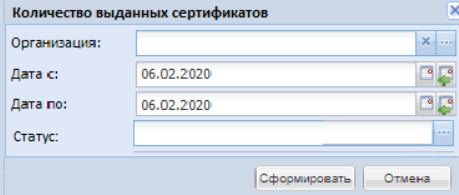 Количество выданных сертификатов
Организация:
Дата с: 06.02.2020
Дата по: 06.02.2020
Статус:
Сформировать Отмена